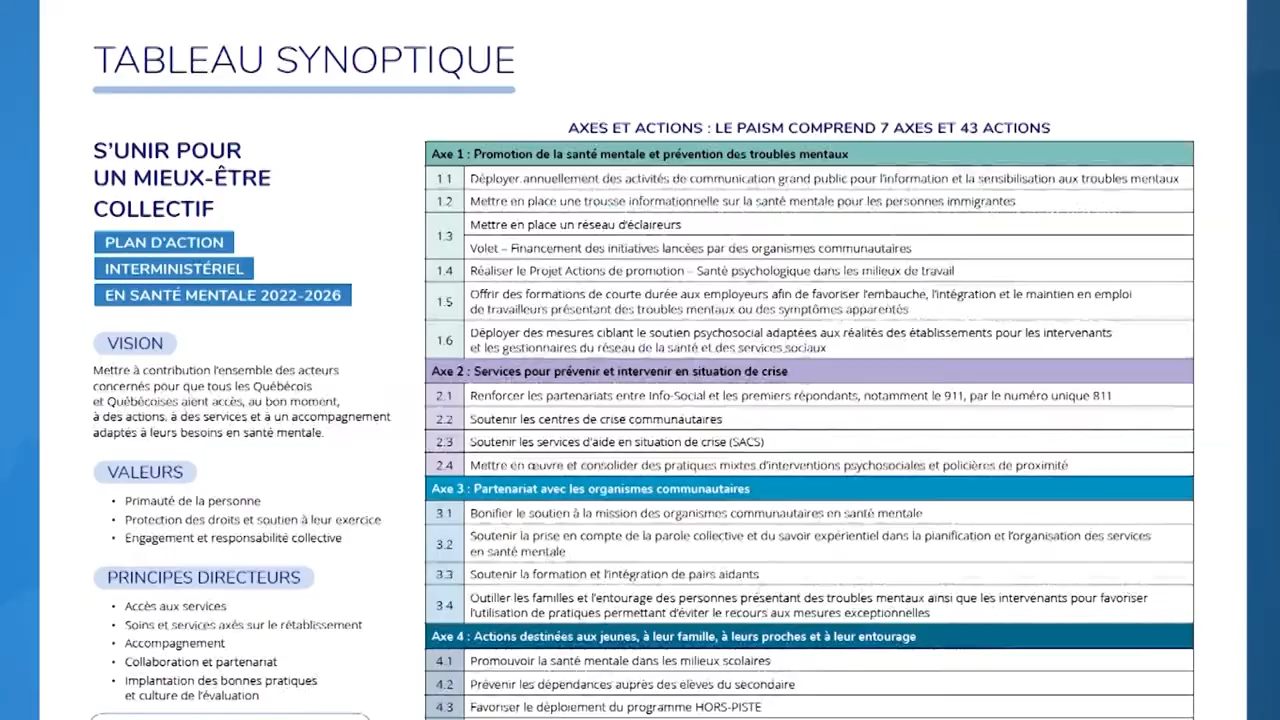 TABLEAU SYNOPTIQUE
S’UNIR POUR
UN MIEUX-ÊTRE
COLLECTIF
PLAN D’ACTION
INTERMINISTÉRIEL
EN SANTÉ MENTALE 2022-2026
VISION
Mettre à contribution l’ensemble des acteurs
concernés pour que tous les Québécois
et Québécoises aient accès, au bon moment,
à des actions, à des services et à un accompagnement
adaptés à leurs besoins en santé mentale.
VALEURS
• Primauté de la personne
• Protection des droits et soutien à leur exercice
• Engagement et responsabilité collective
PRINCIPES DIRECTEURS
• Accès aux services
• Soins et services axés sur le rétablissement
• Accompagnement
• Collaboration et partenariat
• Implantation des bonnes pratiques
et culture de l’évaluation
AXES ET ACTIONS : LE PAISM COMPREND 7 AXES ET 43 ACTIONS
Axe 1 : Promotion de la santé mentale et prévention des troubles mentaux
1.1 Déployer annuellement des activités de communication grand public pour l’information et la sensibilisation aux troubles mentaux
1.2 Mettre en place une trousse informationnelle sur la santé mentale pour les personnes immigrantes
1.3 Mettre en place un réseau d’éclaireurs
Volet – Financement des initiatives lancées par des organismes communautaires
1.4 Réaliser le Projet Actions de promotion – Santé psychologique dans les milieux de travail
1.5 Offrir des formations de courte durée aux employeurs afin de favoriser l’embauche, l’intégration et le maintien en emploi
de travailleurs présentant des troubles mentaux ou des symptômes apparentés
1.6 Déployer des mesures ciblant le soutien psychosocial adaptées aux réalités des établissements pour les intervenants
et les gestionnaires du réseau de la santé et des services sociaux
Axe 2 : Services pour prévenir et intervenir en situation de crise
2.1 Renforcer les partenariats entre Info-Social et les premiers répondants, notamment le 911, par le numéro unique 811
2.2 Soutenir les centres de crise communautaires
2.3 Soutenir les services d’aide en situation de crise (SACS)
2.4 Mettre en œuvre et consolider des pratiques mixtes d’interventions psychosociales et policières de proximité
Axe 3 : Partenariat avec les organismes communautaires
3.1 Bonifier le soutien à la mission des organismes communautaires en santé mentale
3.2 Soutenir la prise en compte de la parole collective et du savoir expérientiel dans la planification et l’organisation des services
en santé mentale
3.3 Soutenir la formation et l’intégration de pairs aidants
3.4 Outiller les familles et l’entourage des personnes présentant des troubles mentaux ainsi que les intervenants pour favoriser
l’utilisation de pratiques permettant d’éviter le recours aux mesures exceptionnelles
Axe 4 : Actions destinées aux jeunes, à leur famille, à leurs proches et à leur entourage
4.1 Promouvoir la santé mentale dans les milieux scolaires
4.2 Prévenir les dépendances auprès des élèves du secondaire
4.3 Favoriser le déploiement du programme HORS-PISTE